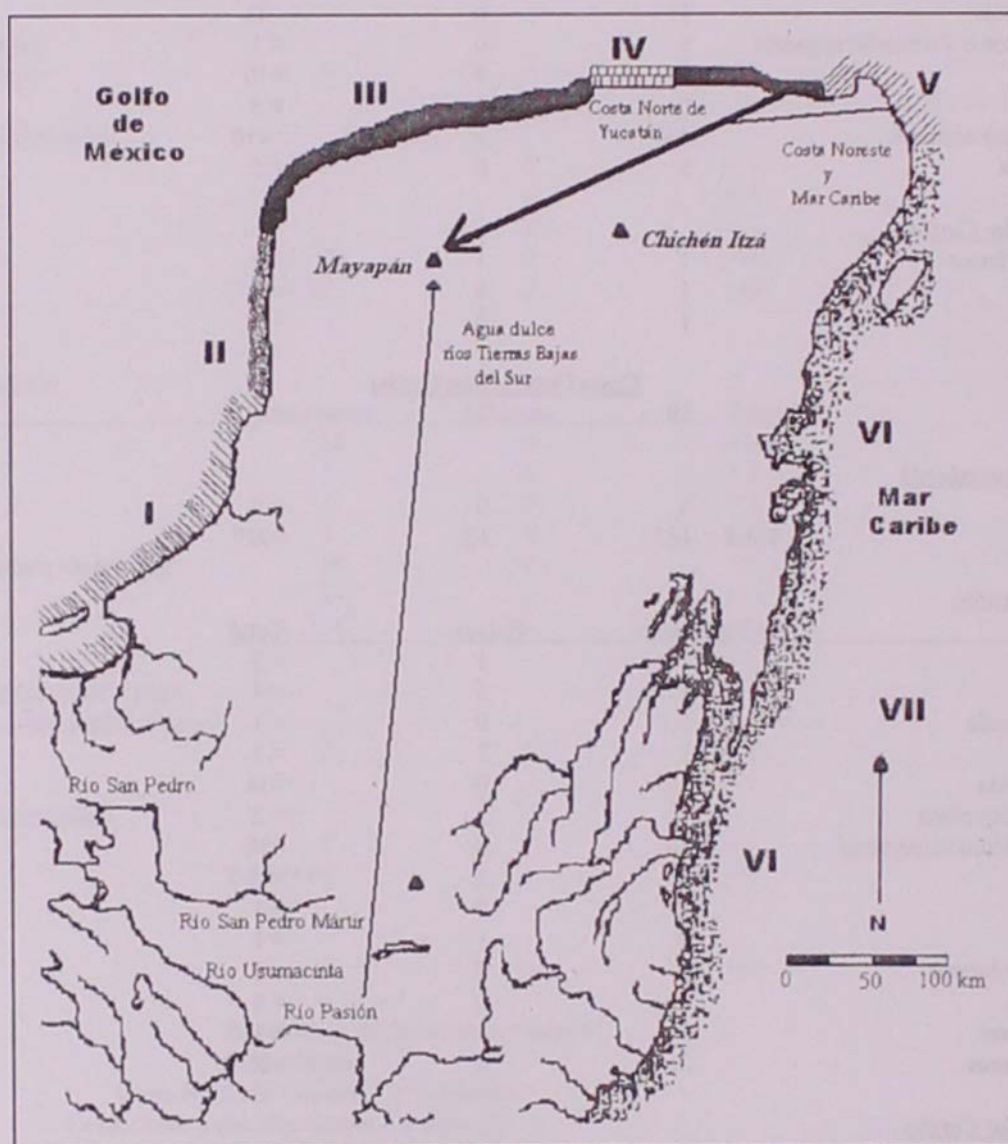 IV
V
III
Golfo
de
México
Costa Norte de
Yucatán
Costa Noreste
y
Mar Caribe
Chichén Itzá
Mayapán
Agua dulce
ríos Tierras Bajas
del Sur
II
VI
I
Mar
Caribe
VII
Río San Pedro
VI
Río San Pedro Mártir
N
Río Usumacinta
0 50 100 km
Río Pasión